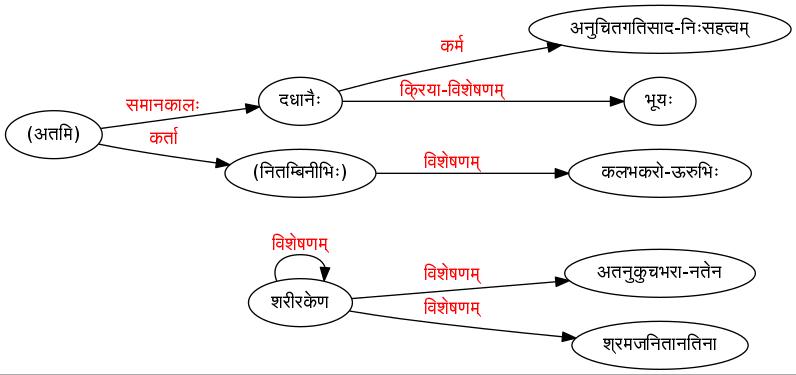 अनुचितगतिसाद-निःसहत्वम्
कर्म
समानकालः
दधानैः
क्रिया-विशेषणम्
भूयः
(अतमि)
कर्ता
(नितम्बिनीभिः)
विशेषणम्
कलभकरो-ऊरुभिः
विशेषणम्
शरीरकेण
विशेषणम्
अतनुकुचभरा-नतेन
विशेषणम्
श्रमजनितानतिना